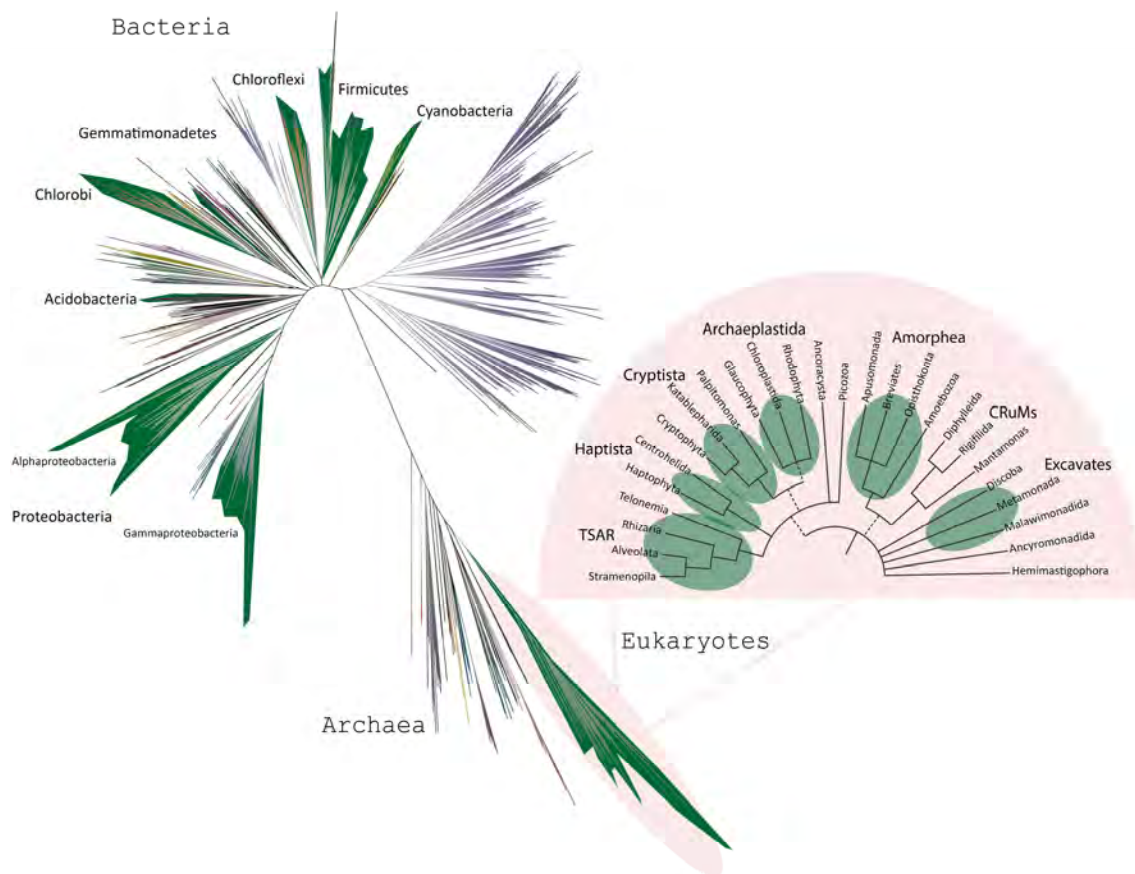 Bacteria
Chloroflexi
Firmicutes
Cyanobacteria
Gemmatimonadetes
Chlorobi
Acidobacteria
Alphaproteobacteria
Proteobacteria
Gammaproteobacteria
Archaea
Eukaryotes
TSAR
Stramenopila
Alveolata
Rhizaria
Telonemia
Haptista
Haptophyta
Centrohelida
Cryptista
Cryptophyta
Katablepharida
Palpitomonas
Archaeplastida
Glaucophyta
Chloroplastida
Rhodophyta
Ancoracysta
Picozoa
Amorphea
Apusomonada
Breviates
Opisthokonta
Amoebozoa
CRuMs
Diphylleida
Rigifilida
Mantamonas
Excavates
Discoba
Metamonada
Malawimonadida
Ancyromonadida
Hemimastigophora